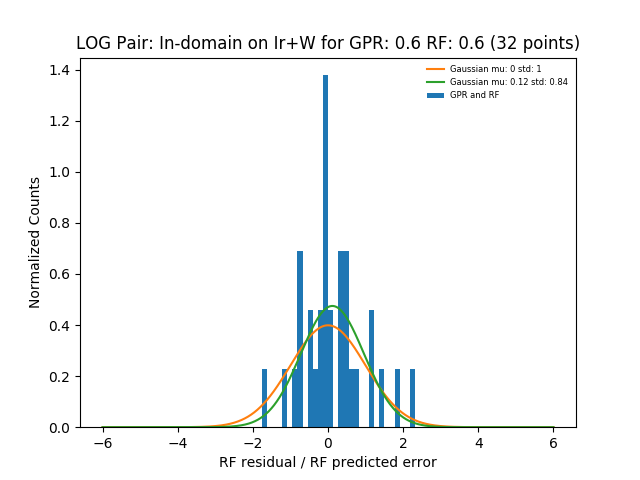 LOG Pair: In-domain on Ir+W for GPR: 0.6 RF: 0.6 (32 points)
Gaussian mu: 0 std: 1
Gaussian mu: 0.12 std: 0.84
GPR and RF
Normalized Counts
1.4
1.2
1.0
0.8
0.6
0.4
0.2
0.0
−6 −4 −2 0 2 4 6
RF residual / RF predicted error